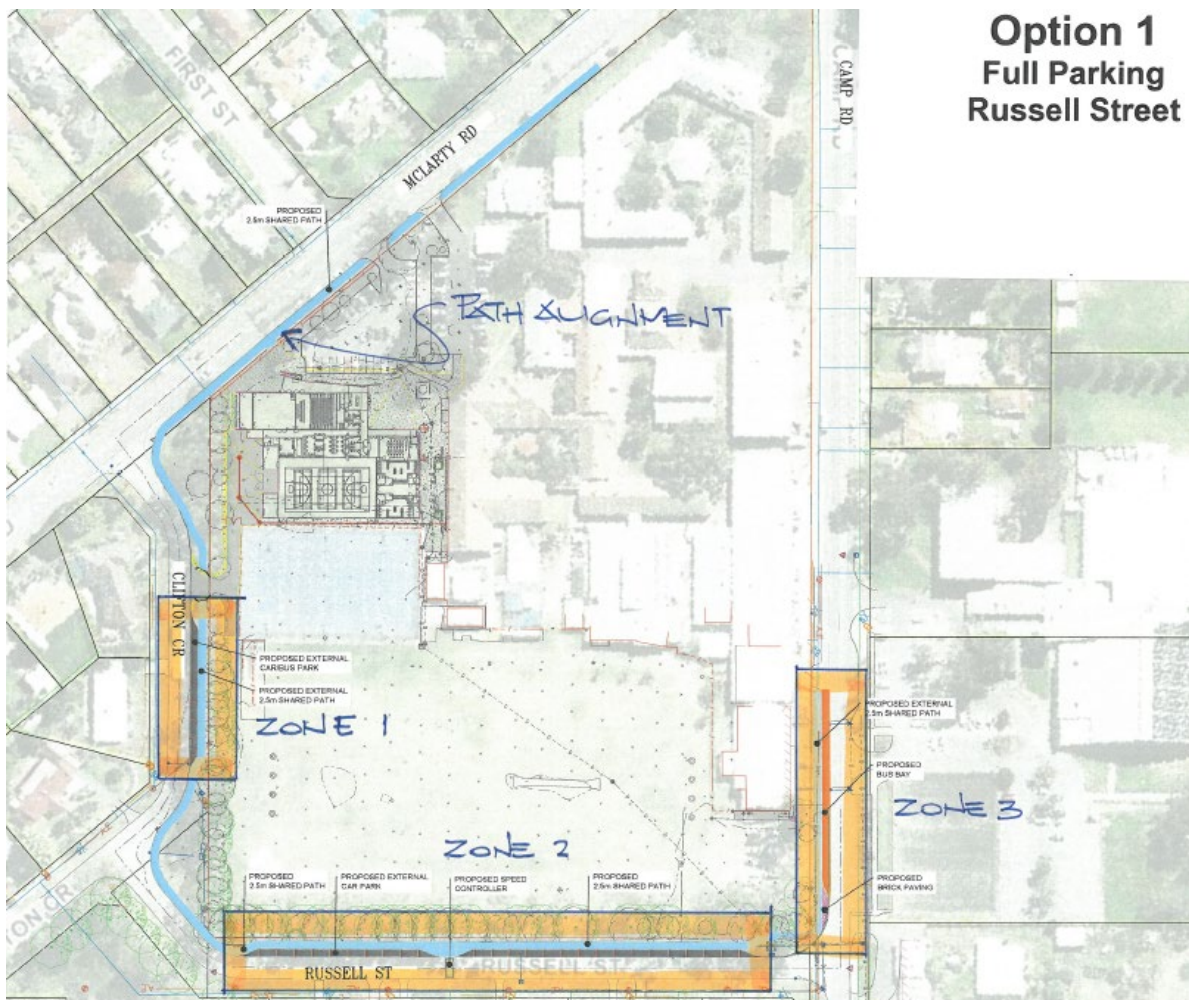 Option 1
Full Parking
Russell Street
FIRST ST
CAMP RD
MCLARTY RD
PROPOSED
2.5m SHARED PATH
PATH ALIGNMENT
CLIFTON CR
PROPOSED EXTERNAL
CAR/BUS PARK
PROPOSED EXTERNAL
2.5m SHARED PATH
ZONE 1
PROPOSED EXTERNAL
2.5m SHARED PATH
PROPOSED
BUS BAY
ZONE 3
ZONE 2
PROPOSED
2.5m SHARED PATH
PROPOSED EXTERNAL
CAR PARK
PROPOSED SPEED
CONTROLLER
PROPOSED
2.5m SHARED PATH
PROPOSED
BRICK PAVING
TON CR
RUSSELL ST
RUSSELL ST